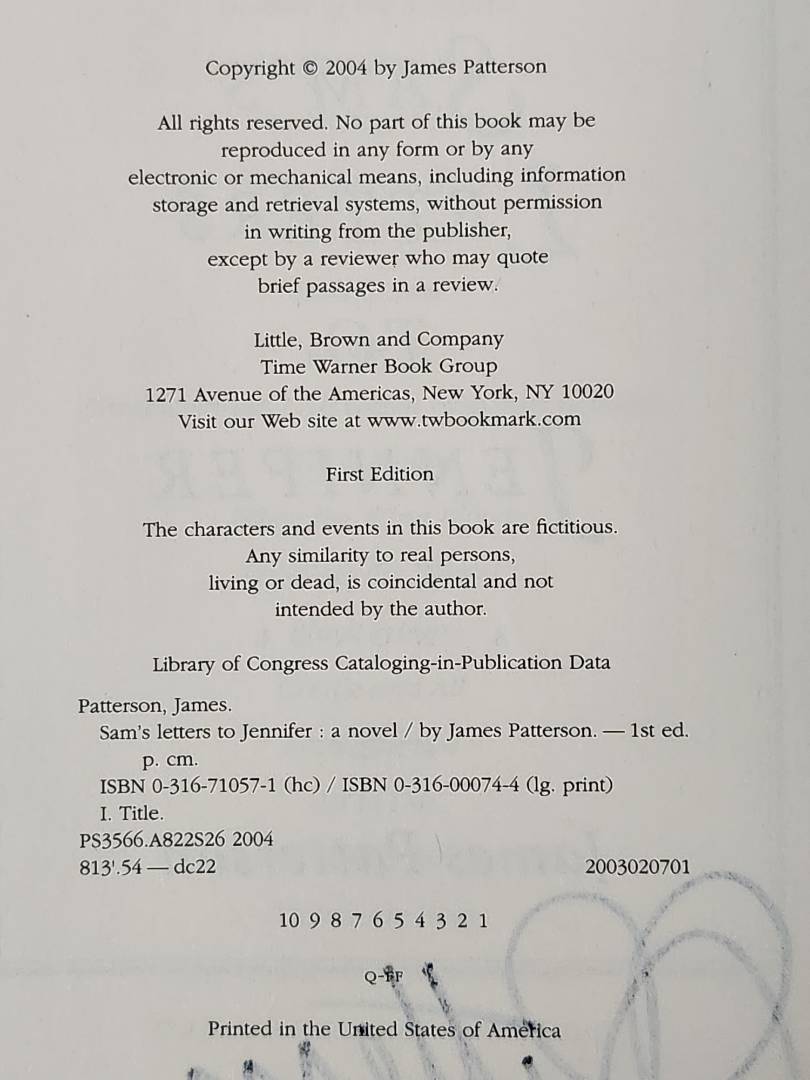 Copyright © 2004 by James Patterson
All rights reserved. No part of this book may be
reproduced in any form or by any
electronic or mechanical means, including information
storage and retrieval systems, without permission
in writing from the publisher,
except by a reviewer who may quote
brief passages in a review.
Little, Brown and Company
Time Warner Book Group
1271 Avenue of the Americas, New York, NY 10020
Visit our Web site at www.twbookmark.com
First Edition
The characters and events in this book are fictitious.
Any similarity to real persons,
living or dead, is coincidental and not
intended by the author.
Library of Congress Cataloging-in-Publication Data
Patterson, James.
Sam's letters to Jennifer : a novel / by James Patterson. — 1st ed.
p. cm.
ISBN 0-316-71057-1 (hc) / ISBN 0-316-00074-4 (lg. print)
I. Title.
PS3566.A822S26 2004
813'.54 — dc22 2003020701
10 9 8 7 6 5 4 3 2 1
Printed in the United States of America